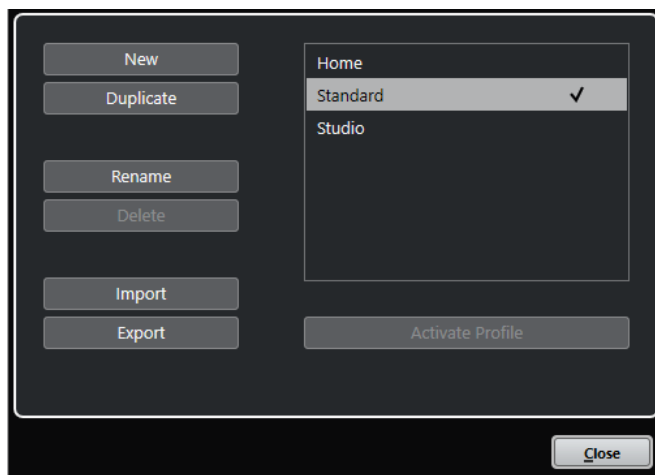 New
Duplicate
Rename
Delete
Import
Export
Home
Standard
Studio
Activate Profile
Close